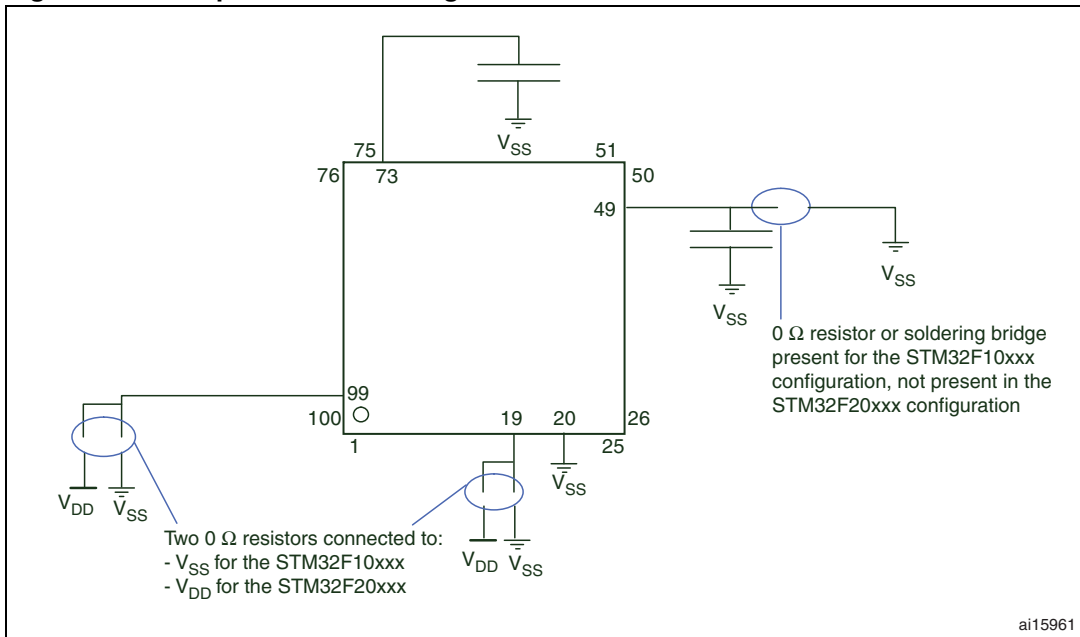 V_SS
75
51
76
73
50
49
V_SS
V_SS
0 Ω resistor or soldering bridge
present for the STM32F10xxx
configuration, not present in the
STM32F20xxx configuration
99
100
19
20
26
1
25
V_SS
V_DD
V_SS
Two 0 Ω resistors connected to:
- V_SS for the STM32F10xxx
- V_DD for the STM32F20xxx
V_DD
V_SS
ai15961